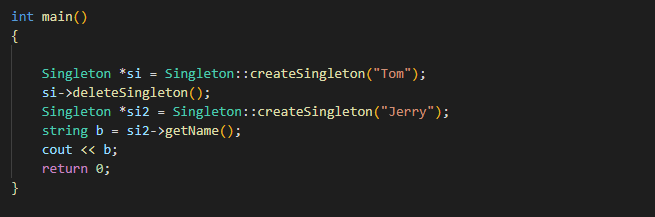 int main()
{
Singleton *si = Singleton::createSingleton("Tom");
si->deleteSingleton();
Singleton *si2 = Singleton::createSingleton("Jerry");
string b = si2->getName();
cout << b;
return 0;
}